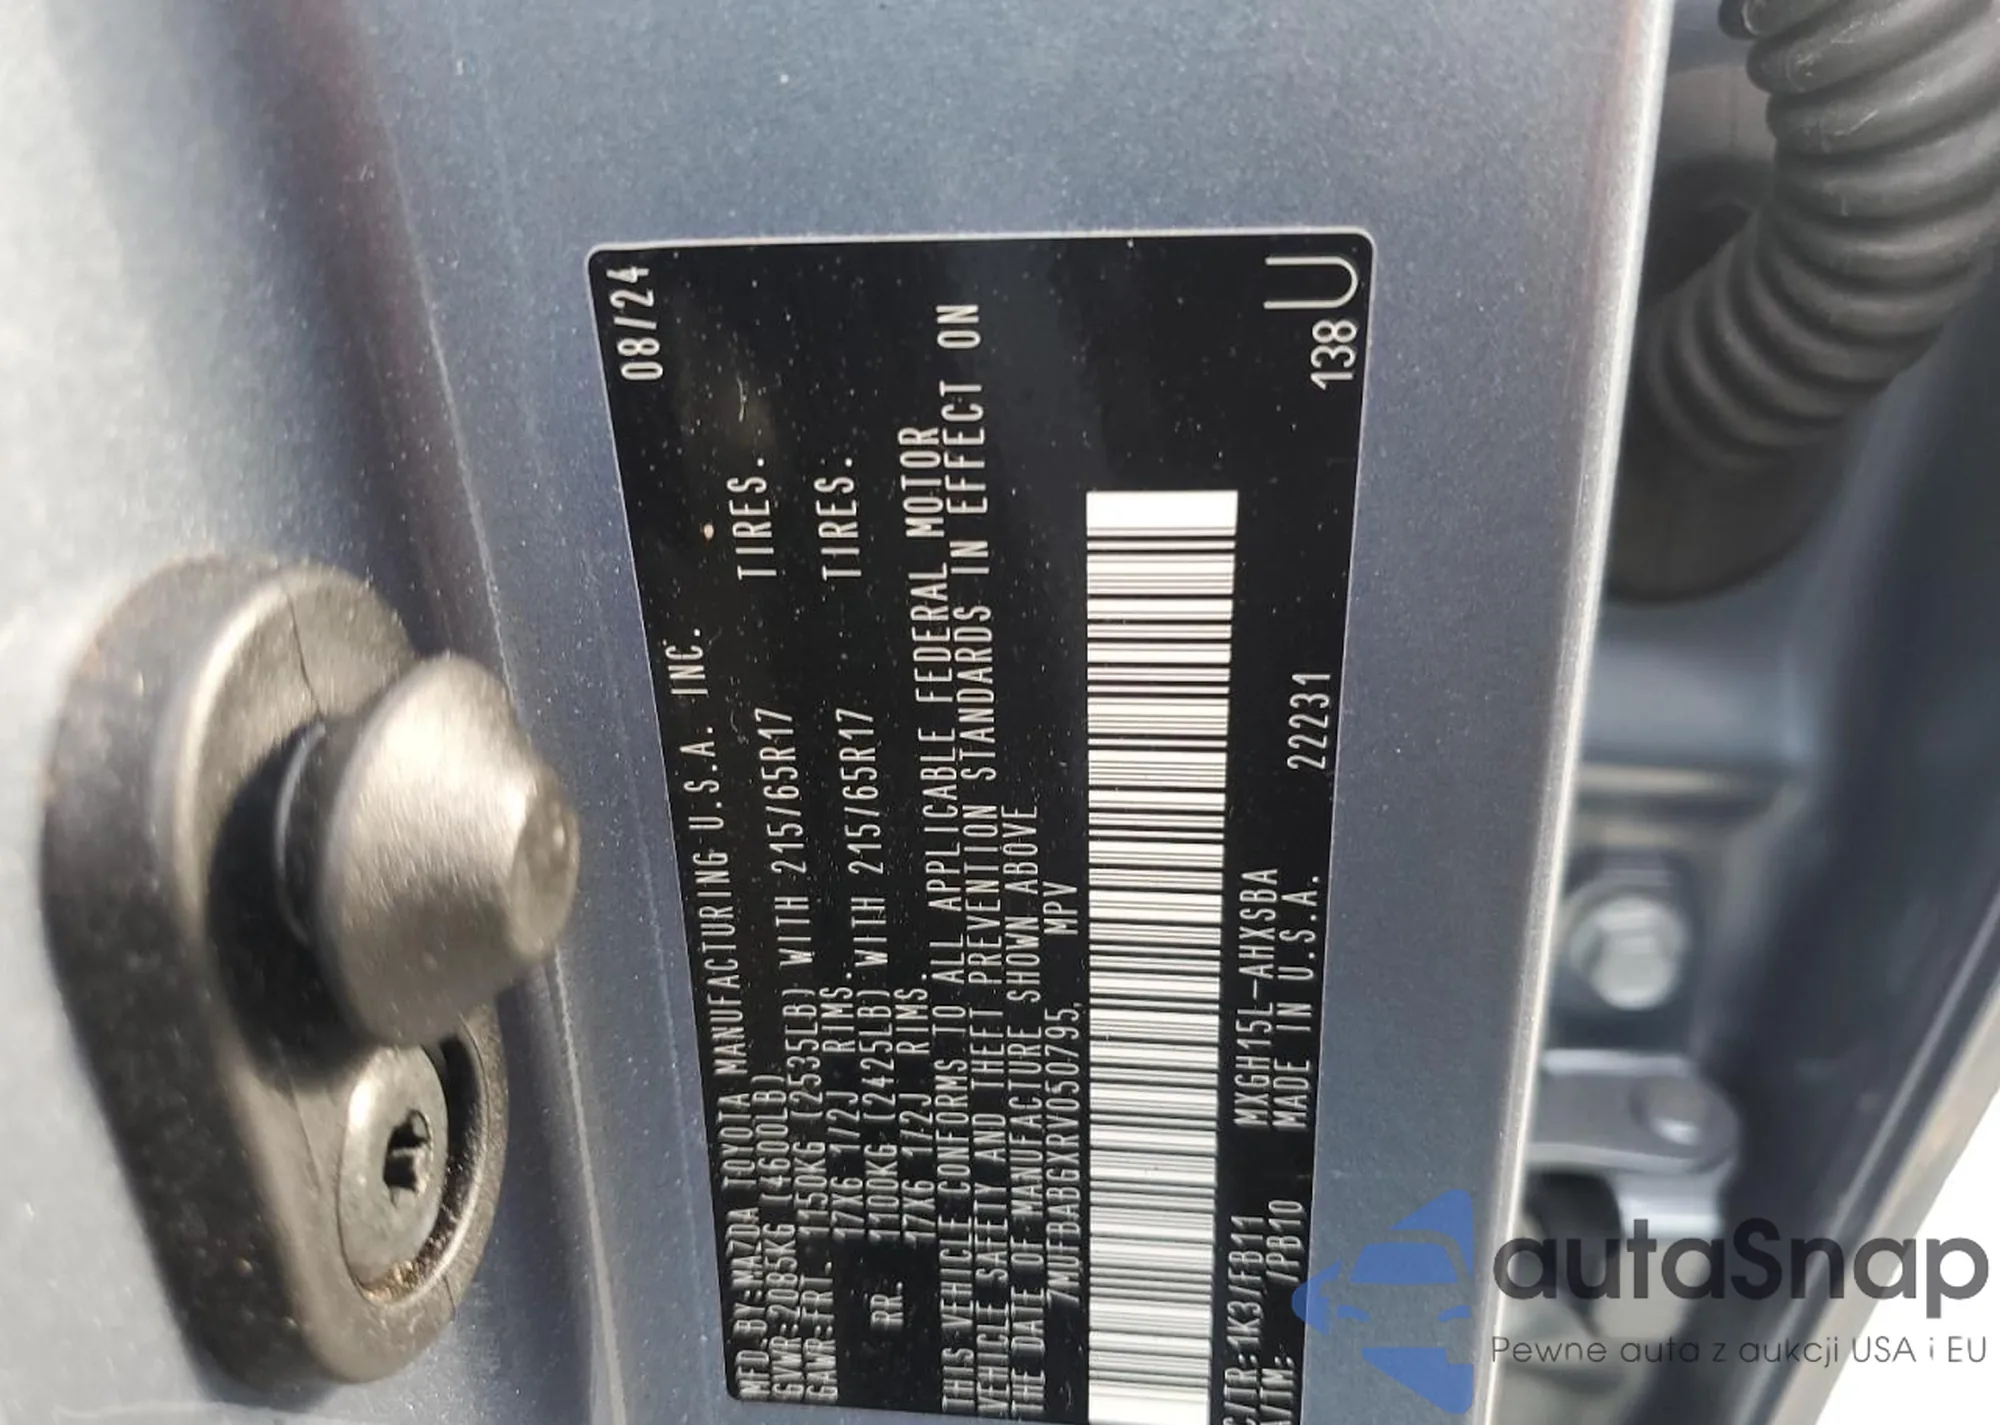 08/24
MFD.BY:MAZDA TOYOTA MANUFACTURING U.S.A. INC.
GVWR:2085KG (4600LB)
GAWR:FRT. 1150KG (2535LB) WITH 215/65R17 TIRES.
17X6 1/2J RIMS.
RR. 1100KG (2425LB) WITH 215/65R17 TIRES.
17X6 1/2J RIMS.
THIS VEHICLE CONFORMS TO ALL APPLICABLE FEDERAL MOTOR
VEHICLE SAFETY AND THEFT PREVENTION STANDARDS IN EFFECT ON
THE DATE OF MANUFACTURE SHOWN ABOVE.
7MUFBABGXRV050795 MPV
C/TR:1K3/FB11 MXGH15L-AHXSBA
A/TM: /PB10 MADE IN U.S.A. 22231
138 U
autaSnap
Pewne auta z aukcji USA i EU